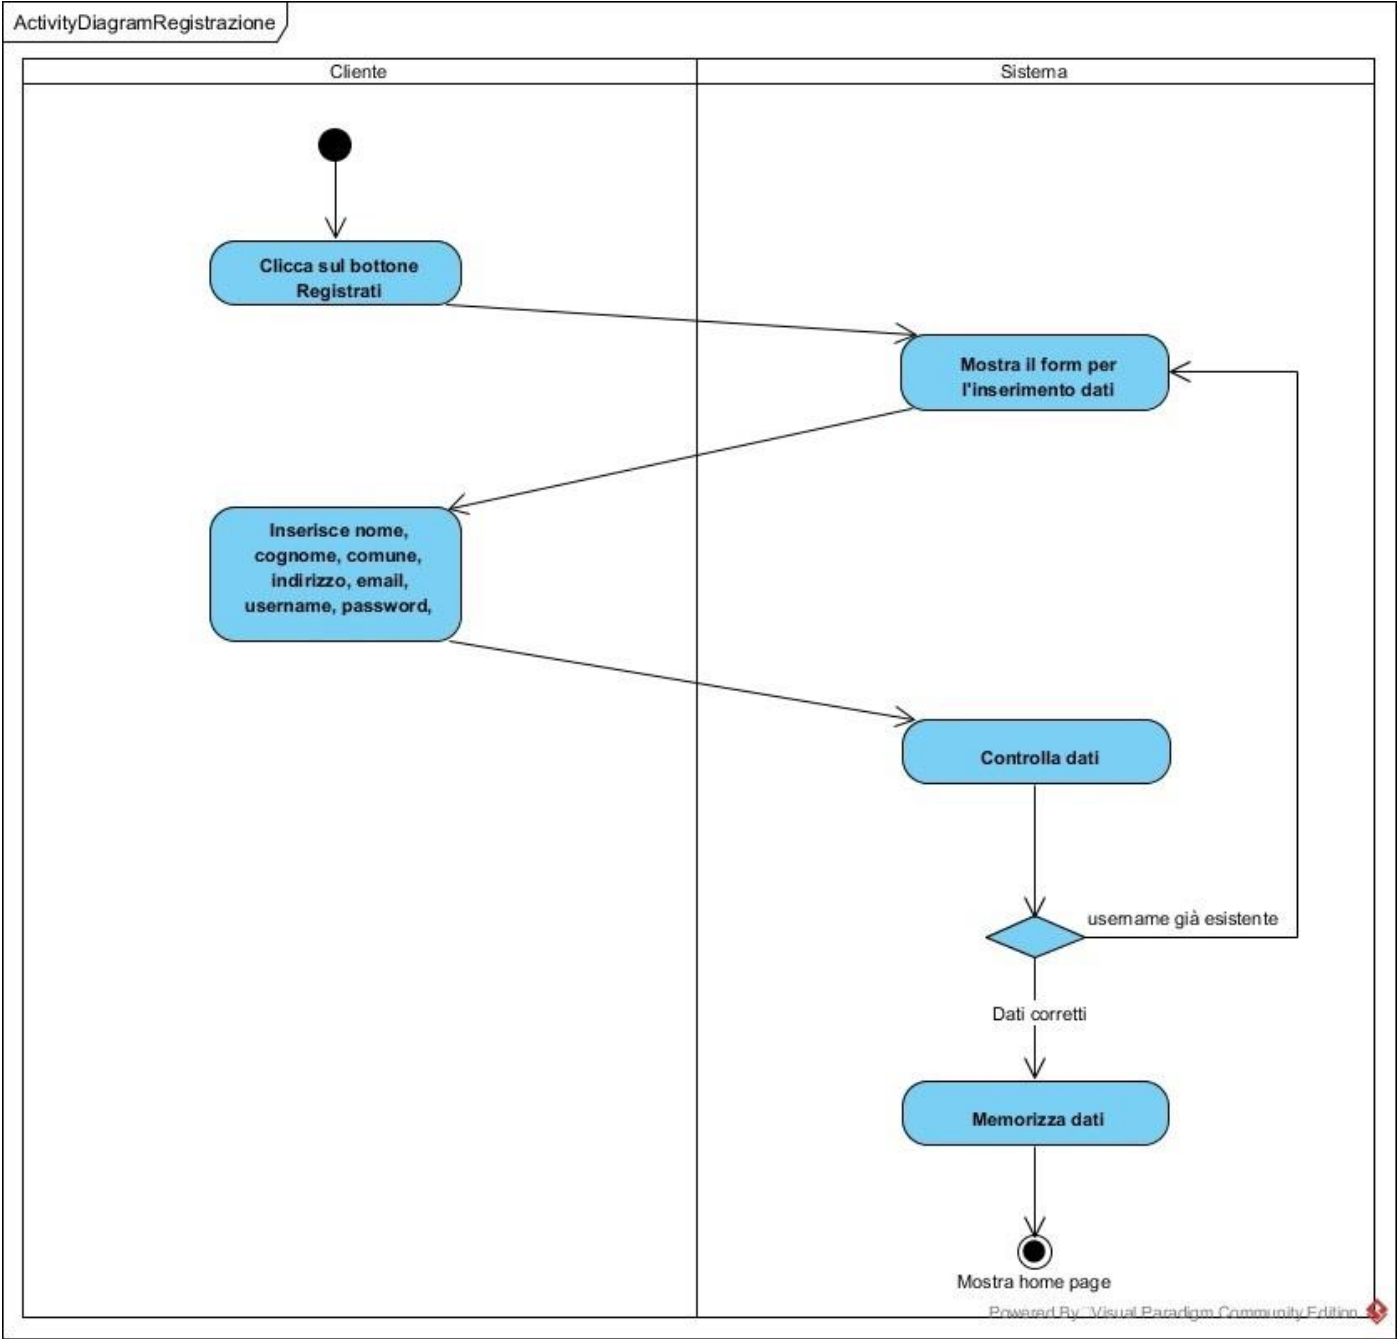 ActivityDiagramRegistrazione
Cliente
Sistema
Clicca sul bottone
Registrati
Mostra il form per
l'inserimento dati
Inserisce nome,
cognome, comune,
indirizzo, email,
username, password,
Controlla dati
username già esistente
Dati corretti
Memorizza dati
Mostra home page
Powered By Visual Paradigm Community Edition